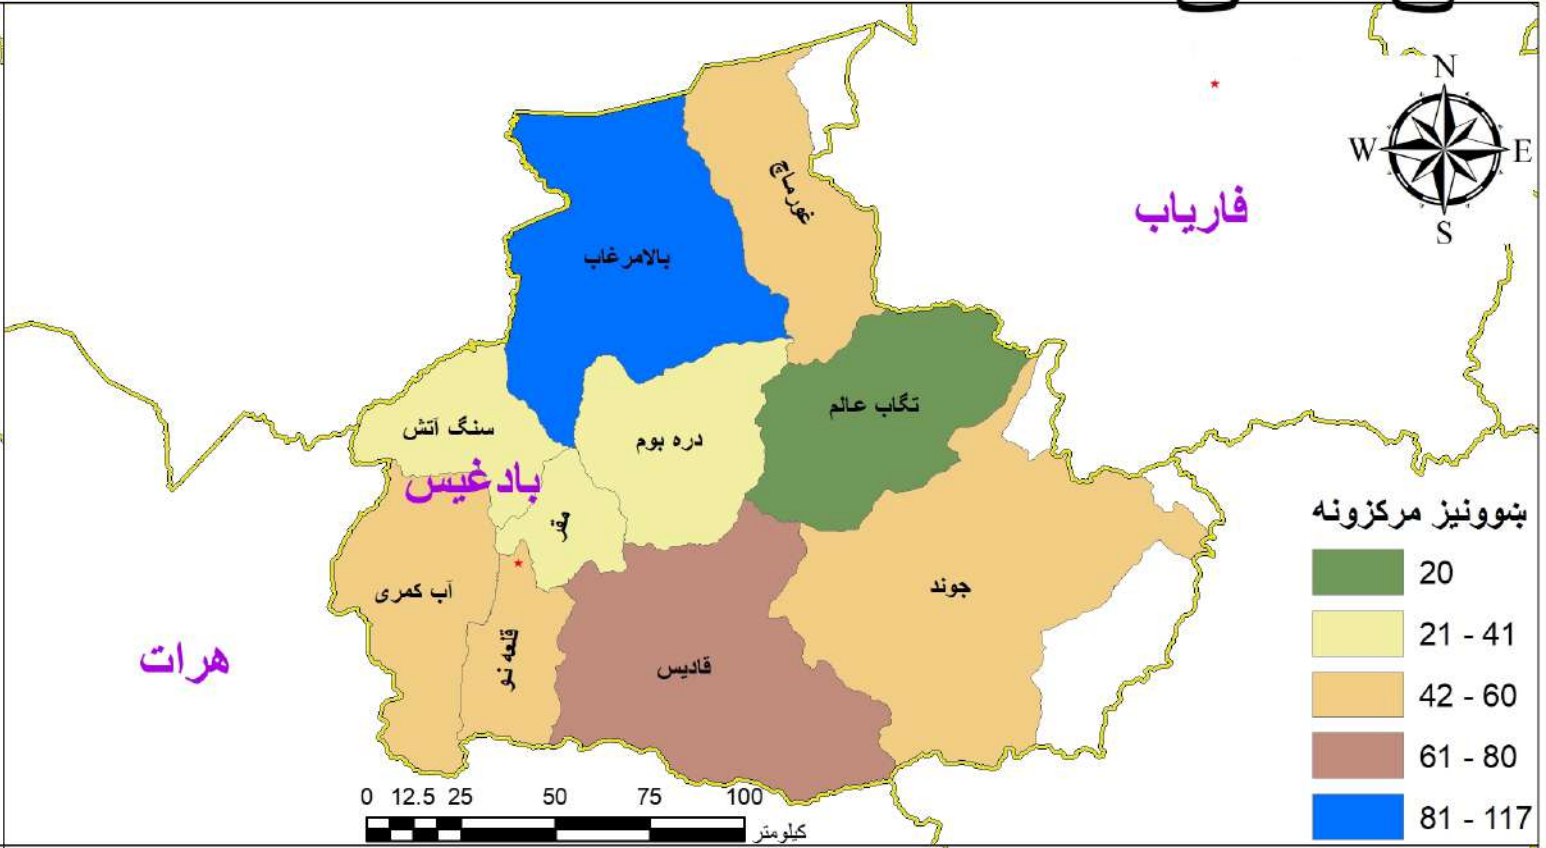 N
W E
S
فاریاب
غورماچ
بالامرغاب
تگاب عالم
سنگ آتش
دره بوم
بادغیس
مقر
آب کمری
جوند
قلعه نو
قادیس
هرات
ښوونیز مرکزونه
20
21 - 41
42 - 60
61 - 80
81 - 117
0 12.5 25 50 75 100
کیلومتر